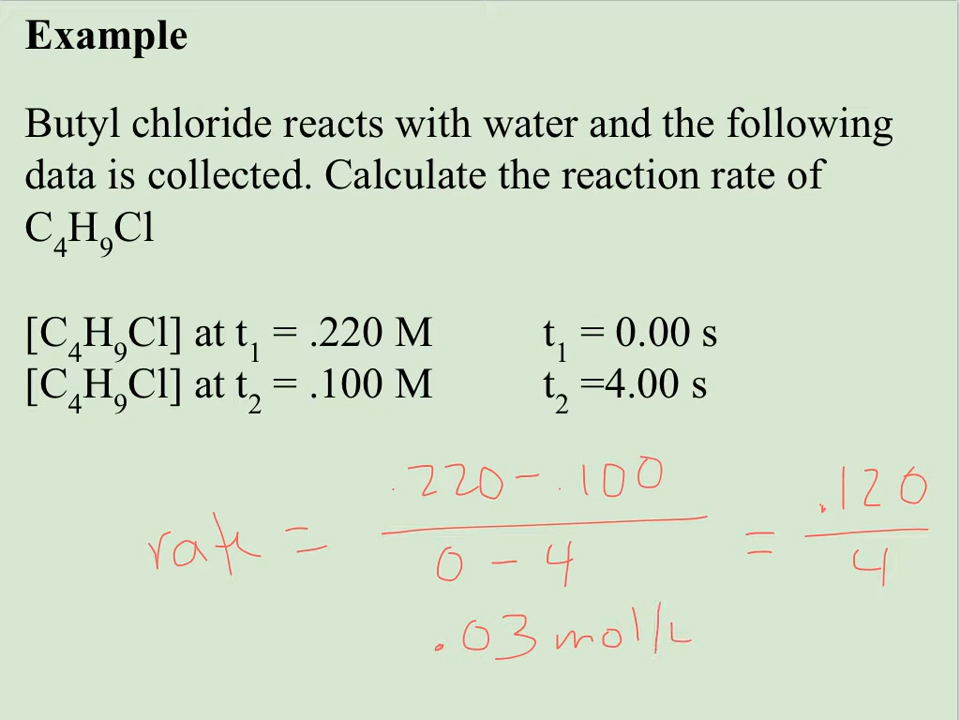 Example
Butyl chloride reacts with water and the following
data is collected. Calculate the reaction rate of
C₄H₉Cl
[C₄H₉Cl] at t₁ = .220 M t₁ = 0.00 s
[C₄H₉Cl] at t₂ = .100 M t₂ =4.00 s
rate = .220 - .100 / 0 - 4 = .120 / 4
.03 mol/L